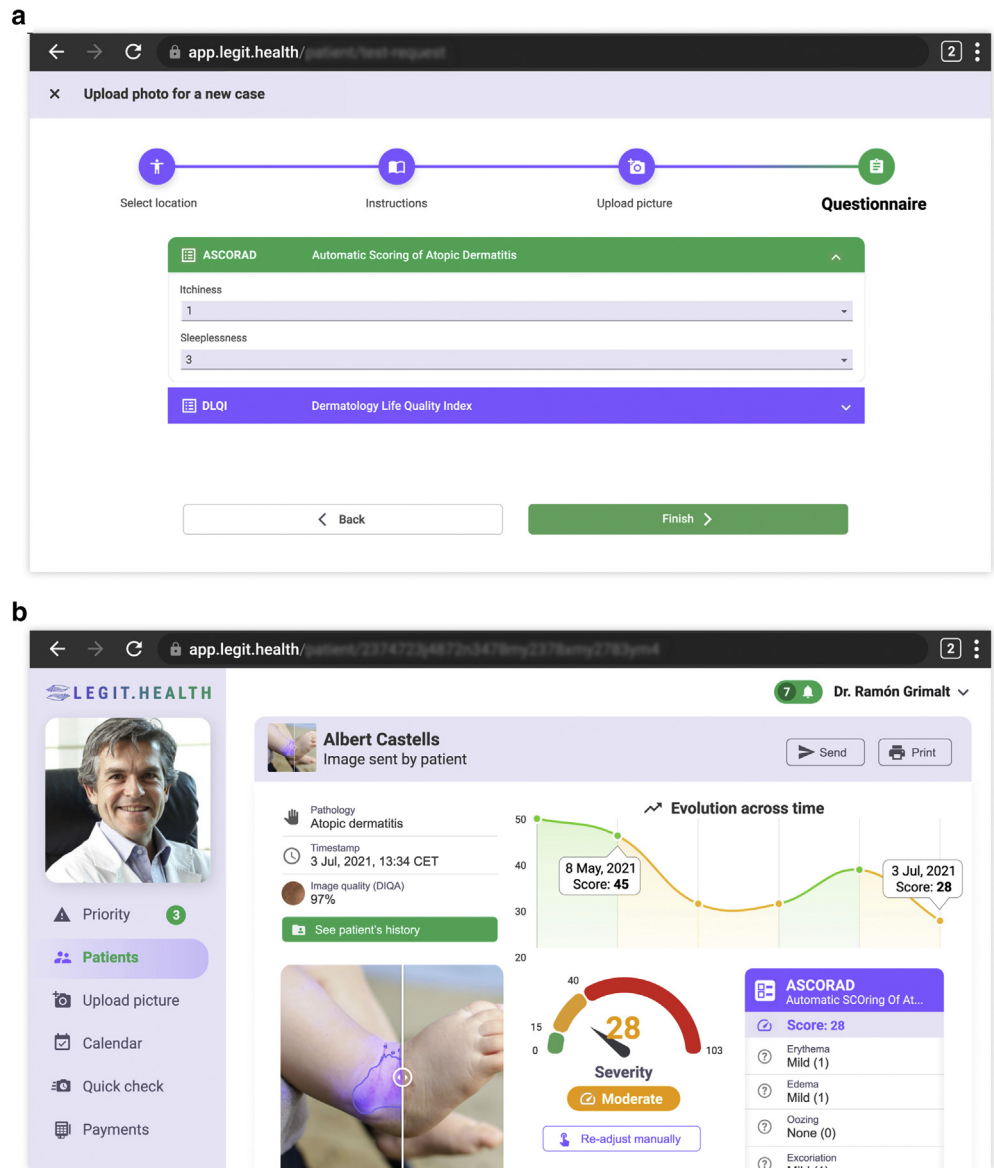 a
app.legit.health/patient/test-request
2
Upload photo for a new case
Select location
Instructions
Upload picture
Questionnaire
ASCORAD
Automatic Scoring of Atopic Dermatitis
Itchiness
1
Sleeplessness
3
DLQI
Dermatology Life Quality Index
Back
Finish
b
app.legit.health/
2
LEGIT.HEALTH
7
Dr. Ramón Grimalt
Albert Castells
Image sent by patient
Send
Print
Priority
3
Patients
Upload picture
Calendar
Quick check
Payments
Pathology
Atopic dermatitis
Timestamp
3 Jul, 2021, 13:34 CET
Image quality (DIQA)
97%
See patient's history
Evolution across time
50
40
30
20
8 May, 2021
Score: 45
3 Jul, 2021
Score: 28
40
15
0
103
28
Severity
Moderate
Re-adjust manually
ASCORAD
Automatic SCOring Of At...
Score: 28
Erythema
Mild (1)
Edema
Mild (1)
Oozing
None (0)
Excoriation